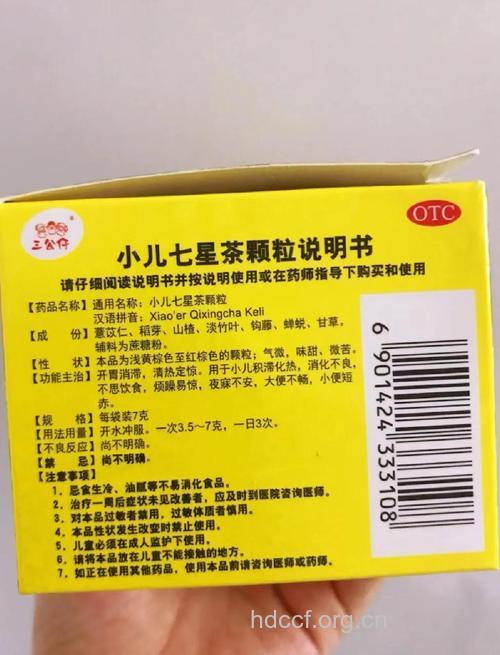 三公仔
OTC
小儿七星茶颗粒说明书
请仔细阅读说明书并按说明使用或在药师指导下购买和使用
【药品名称】通用名称：小儿七星茶颗粒
汉语拼音：Xiao'er Qixingcha Keli
【成　份】薏苡仁、稻芽、山楂、淡竹叶、钩藤、蝉蜕、甘草。
辅料为蔗糖粉。
【性　状】本品为浅黄棕色至红棕色的颗粒；气微，味甜、微苦。
【功能主治】开胃消滞，清热定惊。用于小儿积滞化热，消化不良，
不思饮食，烦躁易惊，夜寐不安，大便不畅，小便短
赤。
【规　格】每袋装7克
【用法用量】开水冲服。一次3.5～7克，一日3次。
【不良反应】尚不明确。
【禁　忌】尚不明确。
【注意事项】
1．忌食生冷、油腻等不易消化食品。
2．治疗一周后症状未见改善者，应及时到医院咨询医师。
3．对本品过敏者禁用，过敏体质者慎用。
4．本品性状发生改变时禁止使用。
5．儿童必须在成人监护下使用。
6．请将本品放在儿童不能接触的地方。
7．如正在使用其他药品，使用本品前请咨询医师或药师。
6 901424 333108
hdccf.org.cn